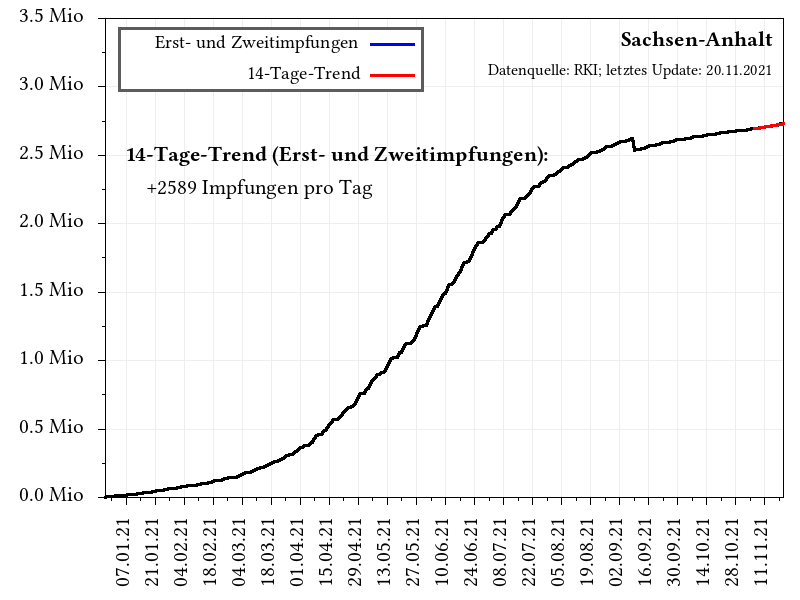 3.5 Mio
3.0 Mio
2.5 Mio
2.0 Mio
1.5 Mio
1.0 Mio
0.5 Mio
0.0 Mio
Erst- und Zweitimpfungen
14-Tage-Trend
Sachsen-Anhalt
Datenquelle: RKI; letztes Update: 20.11.2021
14-Tage-Trend (Erst- und Zweitimpfungen):
+2589 Impfungen pro Tag
07.01.21
21.01.21
04.02.21
18.02.21
04.03.21
18.03.21
01.04.21
15.04.21
29.04.21
13.05.21
27.05.21
10.06.21
24.06.21
08.07.21
22.07.21
05.08.21
19.08.21
02.09.21
16.09.21
30.09.21
14.10.21
28.10.21
11.11.21